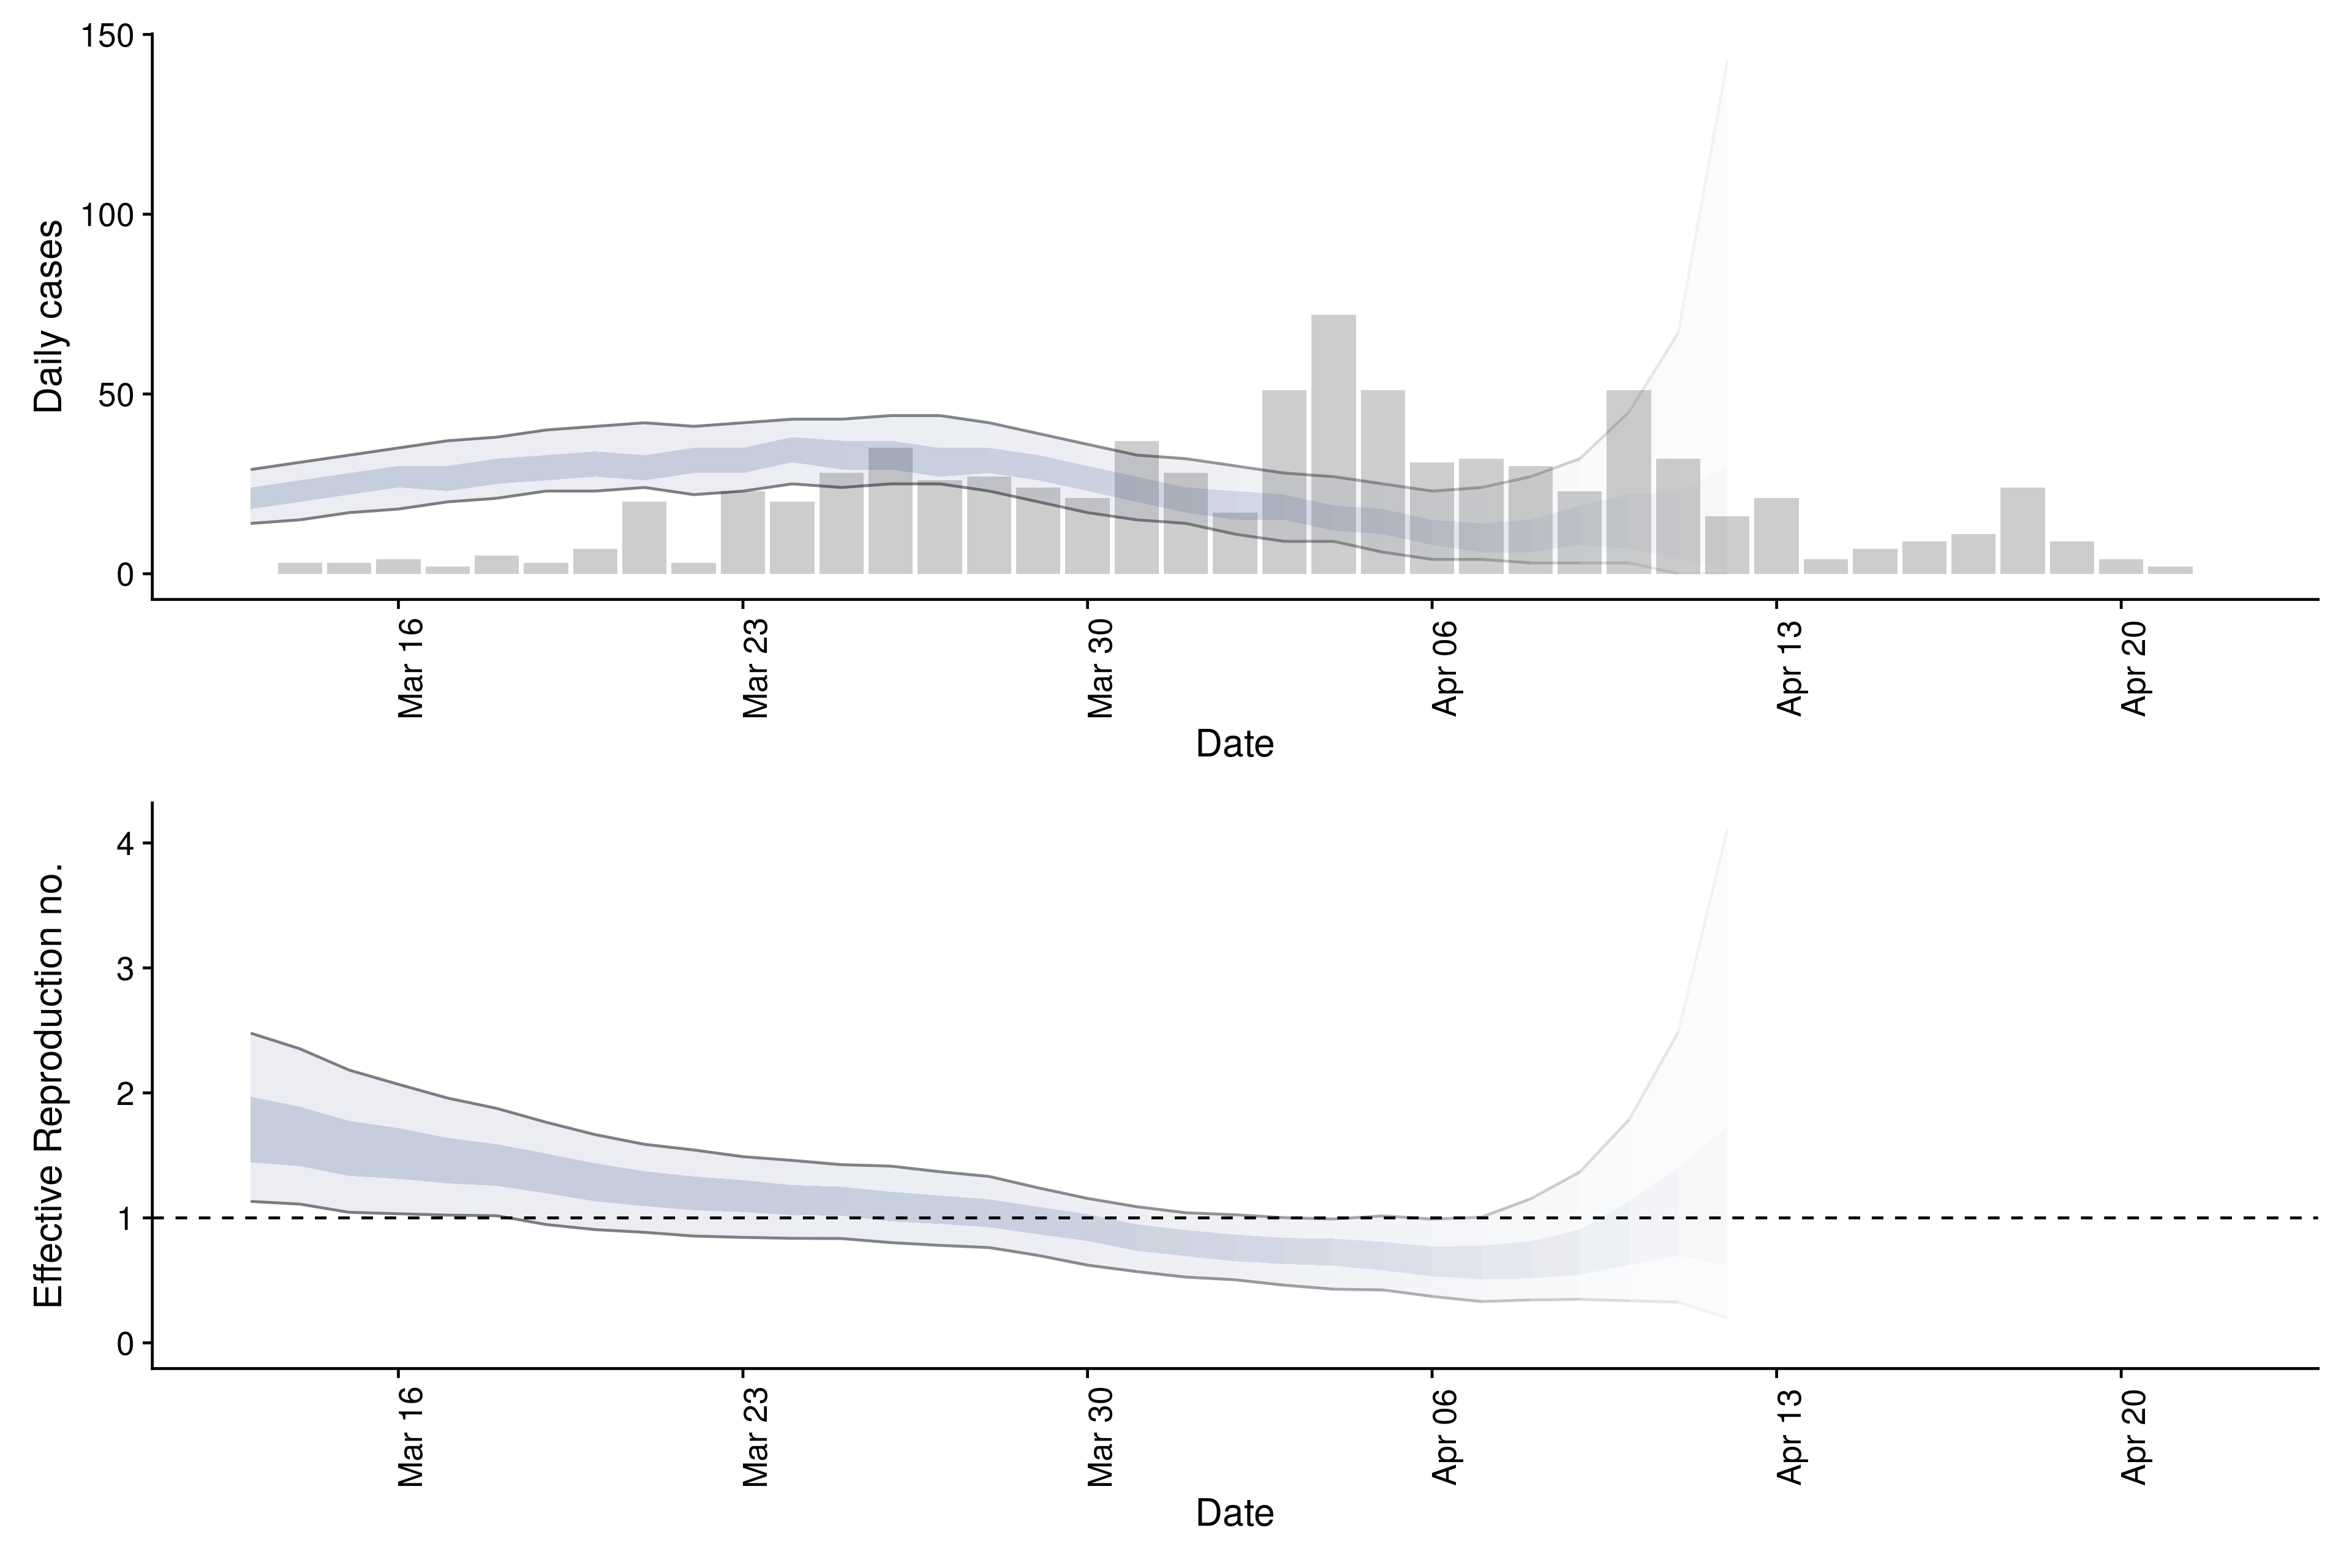 150
100
50
0
Daily cases
Mar 16
Mar 23
Mar 30
Apr 06
Apr 13
Apr 20
Date
4
3
2
1
0
Effective Reproduction no.
Mar 16
Mar 23
Mar 30
Apr 06
Apr 13
Apr 20
Date